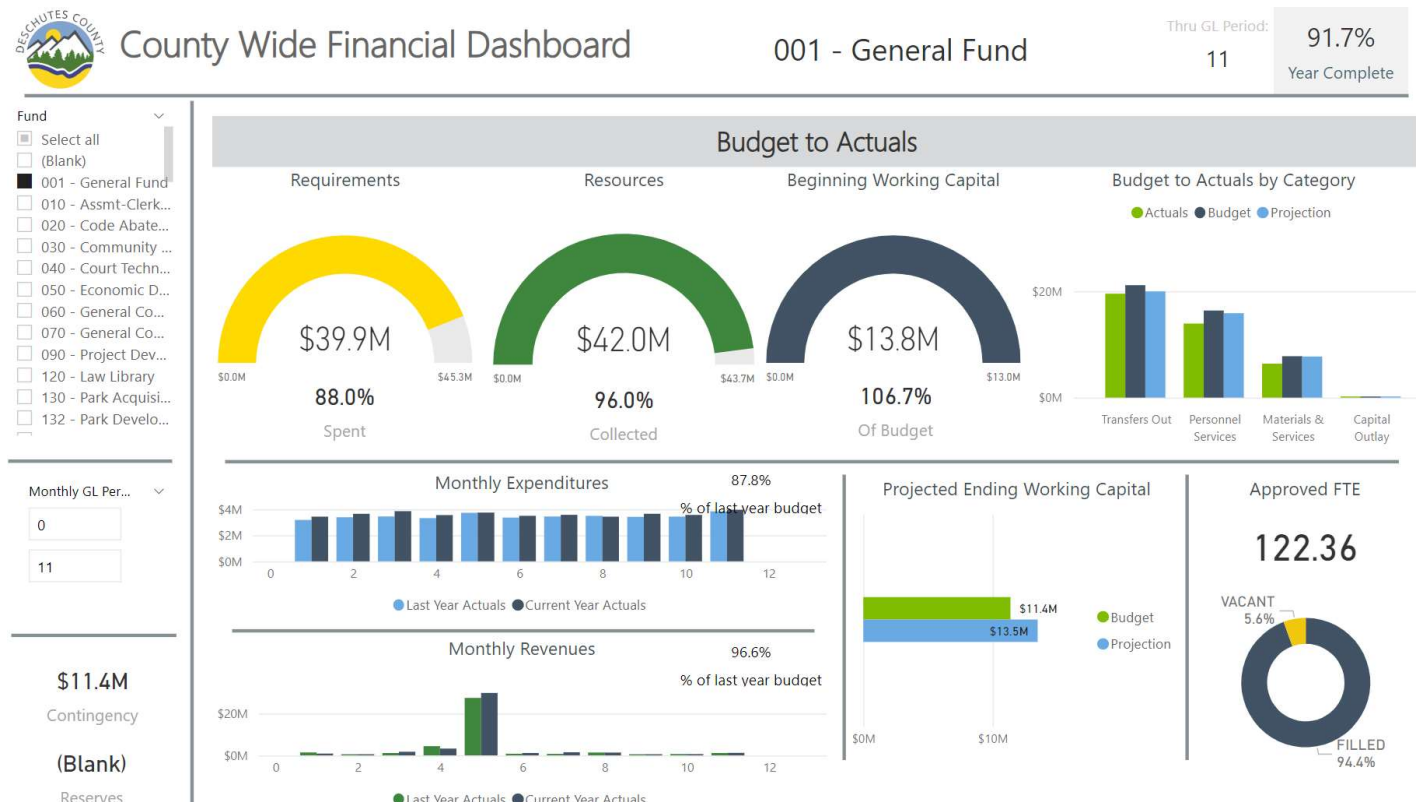 DESCHUTES COUNTY
County Wide Financial Dashboard
001 - General Fund
Thru GL Period:
11
91.7%
Year Complete
Fund
Select all
(Blank)
001 - General Fund
010 - Assmt-Clerk...
020 - Code Abate...
030 - Community ...
040 - Court Techn...
050 - Economic D...
060 - General Co...
070 - General Co...
090 - Project Dev...
120 - Law Library
130 - Park Acquisi...
132 - Park Develo...
Monthly GL Per...
0
11
$11.4M
Contingency
(Blank)
Reserves
Budget to Actuals
Requirements
$39.9M
$0.0M
$45.3M
88.0%
Spent
Resources
$42.0M
$0.0M
$43.7M
96.0%
Collected
Beginning Working Capital
$13.8M
$0.0M
$13.0M
106.7%
Of Budget
Budget to Actuals by Category
Actuals Budget Projection
$20M
$0M
Transfers Out
Personnel
Services
Materials &
Services
Capital
Outlay
Monthly Expenditures
87.8%
% of last year budget
$4M
$2M
$0M
0 2 4 6 8 10 12
Last Year Actuals Current Year Actuals
Monthly Revenues
96.6%
% of last year budget
$20M
$0M
0 2 4 6 8 10 12
Last Year Actuals Current Year Actuals
Projected Ending Working Capital
$11.4M
$13.5M
Budget
Projection
$0M
$10M
Approved FTE
122.36
VACANT
5.6%
FILLED
94.4%